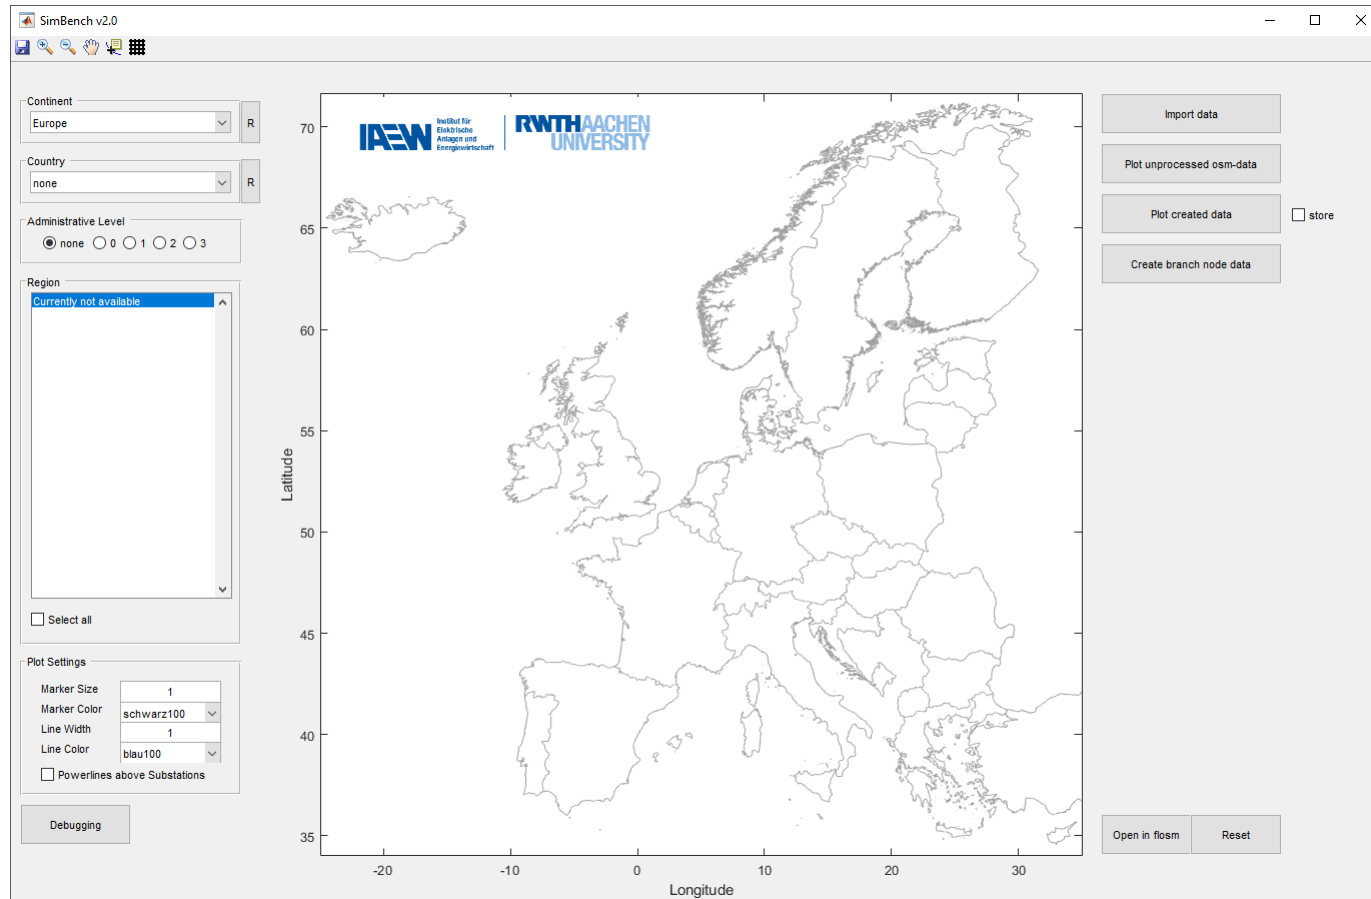 SimBench v2.0
Continent
Europe
R
Country
none
R
Administrative Level
none 0 1 2 3
Region
Currently not available
Select all
Plot Settings
Marker Size 1
Marker Color schwarz100
Line Width 1
Line Color blau100
Powerlines above Substations
Debugging
IAEW
Institut für
Elektrische
Anlagen und
Energiewirtschaft
RWTHAACHEN
UNIVERSITY
70
65
60
55
50
45
40
35
Latitude
-20 -10 0 10 20 30
Longitude
Import data
Plot unprocessed osm-data
Plot created data
store
Create branch node data
Open in flosm
Reset